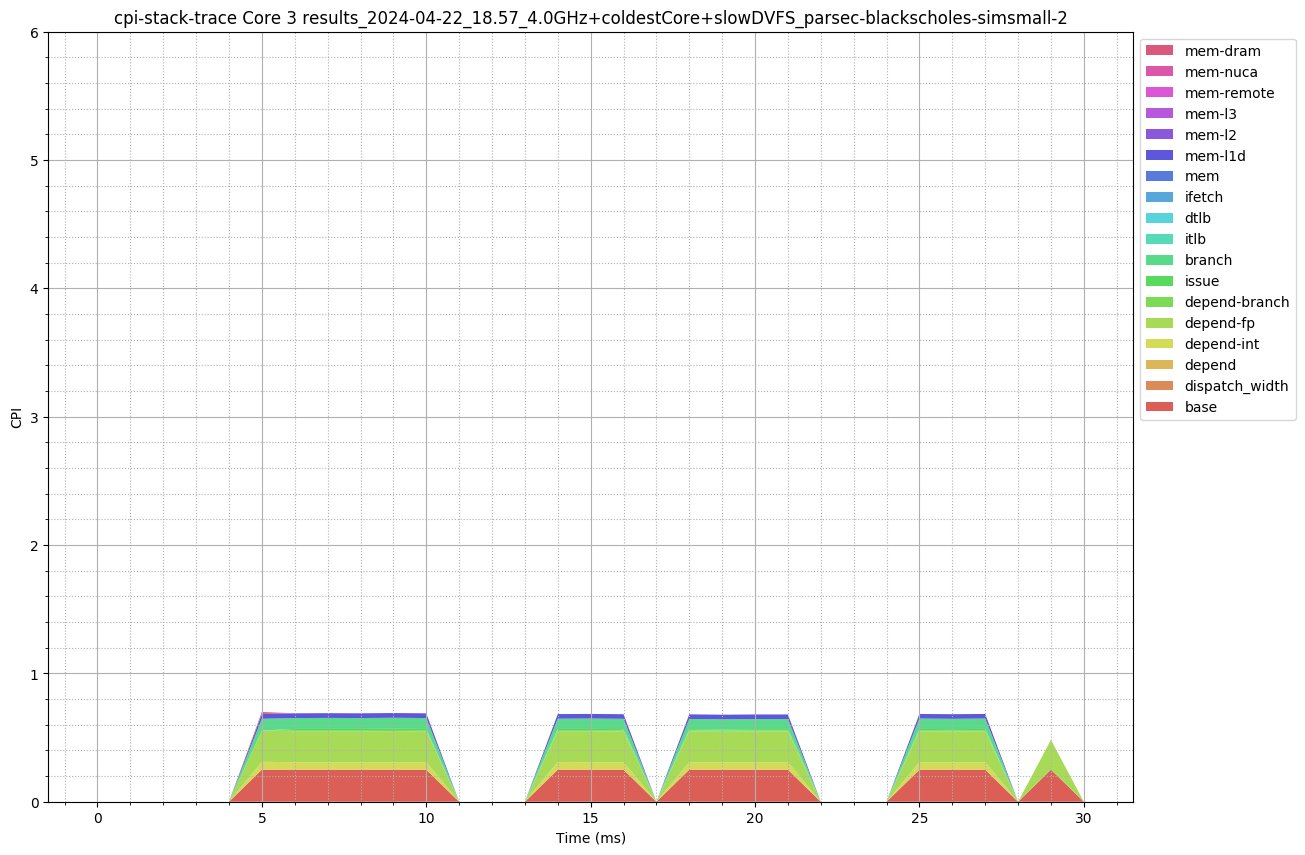 cpi-stack-trace Core 3 results_2024-04-22_18.57_4.0GHz+coldestCore+slowDVFS_parsec-blackscholes-simsmall-2
6
5
4
3
2
1
0
CPI
0 5 10 15 20 25 30
Time (ms)
mem-dram
mem-nuca
mem-remote
mem-l3
mem-l2
mem-l1d
mem
ifetch
dtlb
itlb
branch
issue
depend-branch
depend-fp
depend-int
depend
dispatch_width
base